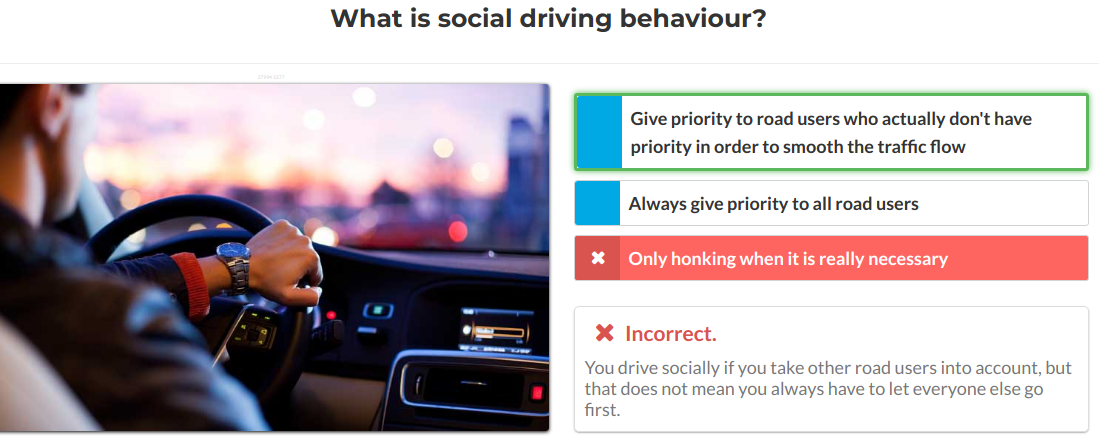 What is social driving behaviour?
Give priority to road users who actually don't have
priority in order to smooth the traffic flow
Always give priority to all road users
Only honking when it is really necessary
Incorrect.
You drive socially if you take other road users into account, but
that does not mean you always have to let everyone else go
first.